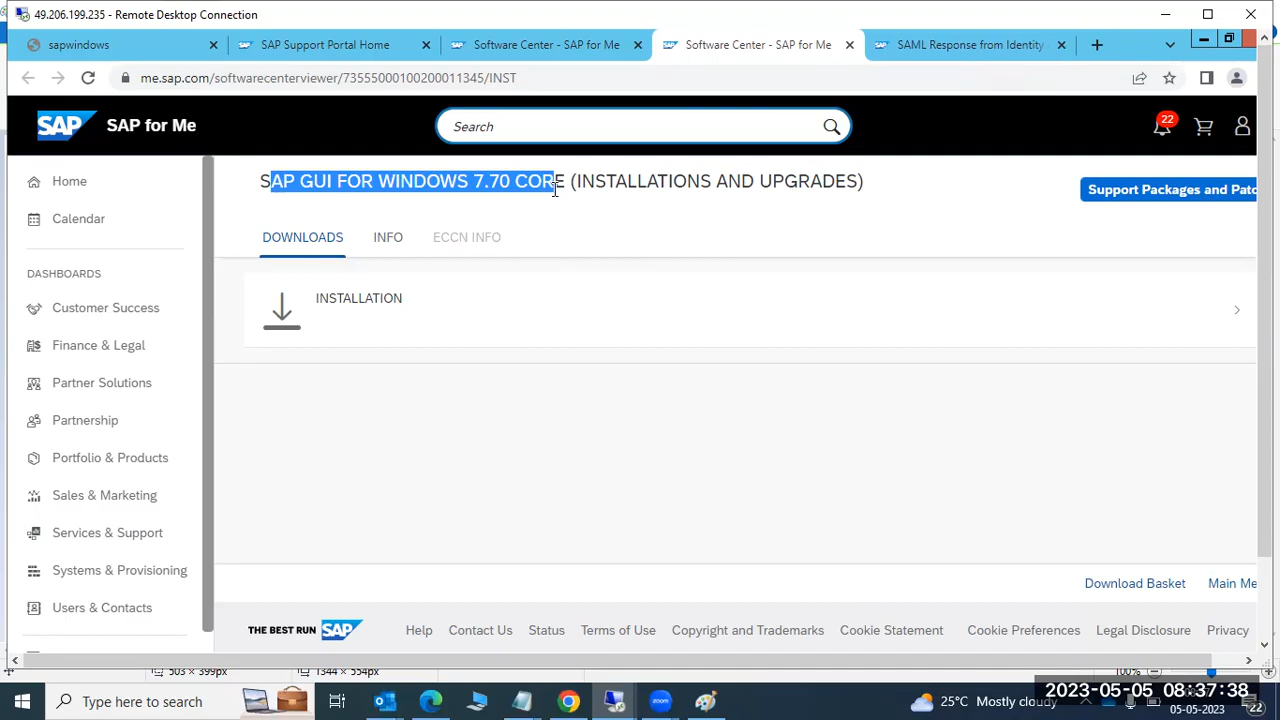 49.206.199.235 - Remote Desktop Connection
sapwindows
SAP Support Portal Home
Software Center - SAP for Me
Software Center - SAP for Me
SAML Response from Identity
me.sap.com/softwarecenterviewer/73555000100200011345/INST
SAP SAP for Me
Search
22
Home
Calendar
DASHBOARDS
Customer Success
Finance & Legal
Partner Solutions
Partnership
Portfolio & Products
Sales & Marketing
Services & Support
Systems & Provisioning
Users & Contacts
SAP GUI FOR WINDOWS 7.70 CORE (INSTALLATIONS AND UPGRADES)
Support Packages and Patc
DOWNLOADS
INFO
ECCN INFO
INSTALLATION
Download Basket
Main Me
THE BEST RUN SAP
Help
Contact Us
Status
Terms of Use
Copyright and Trademarks
Cookie Statement
Cookie Preferences
Legal Disclosure
Privacy
503 × 399px
1344 × 554px
100%
Type here to search
zoom
25°C Mostly cloudy
2023-05-05 08:37:38
05-05-2023
22